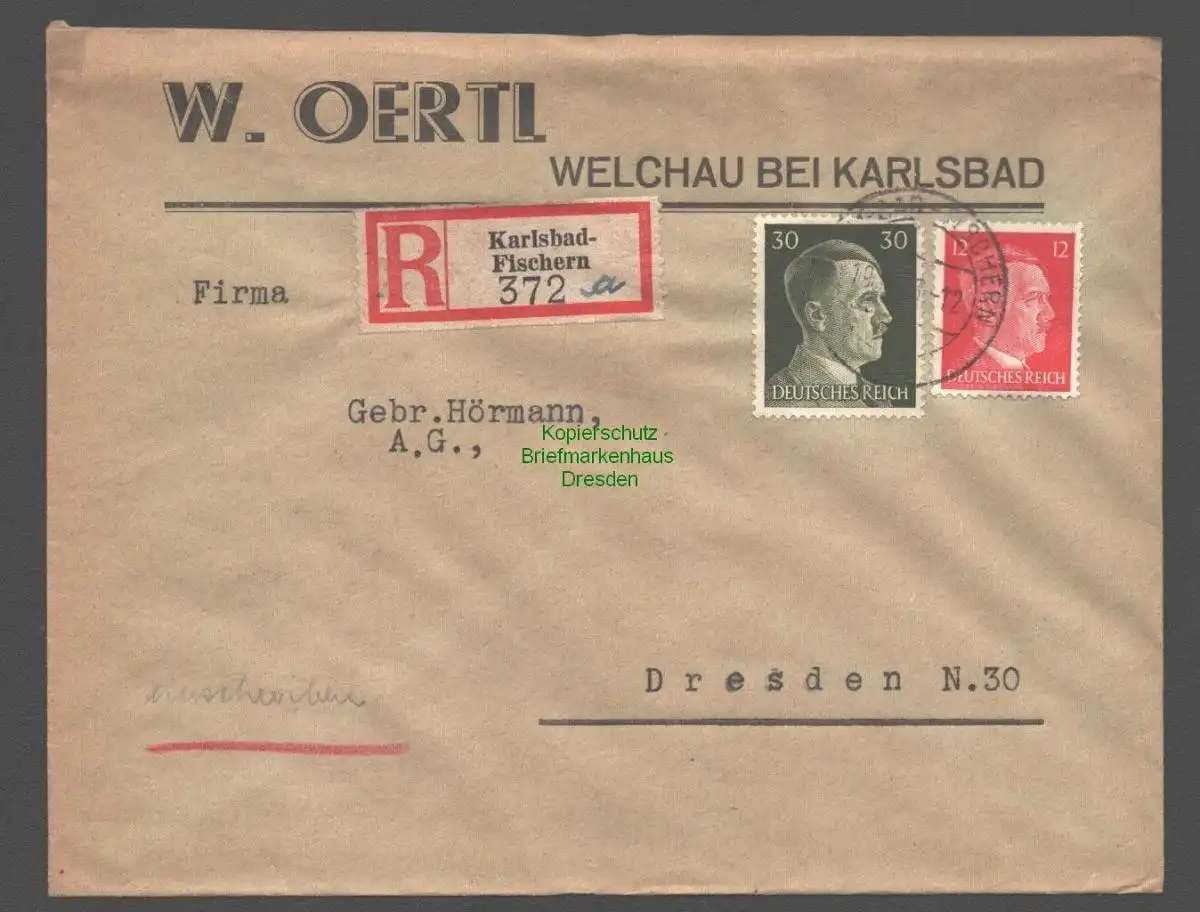 W. OERTL
WELCHAU BEI KARLSBAD
R
Karlsbad-
Fischern
372 a
Firma
30 30
DEUTSCHES REICH
12 12
DEUTSCHES REICH
Gebr.Hörmann,
A.G.,
Kopierschutz
Briefmarkenhaus
Dresden
Dresden N.30
einschreiben